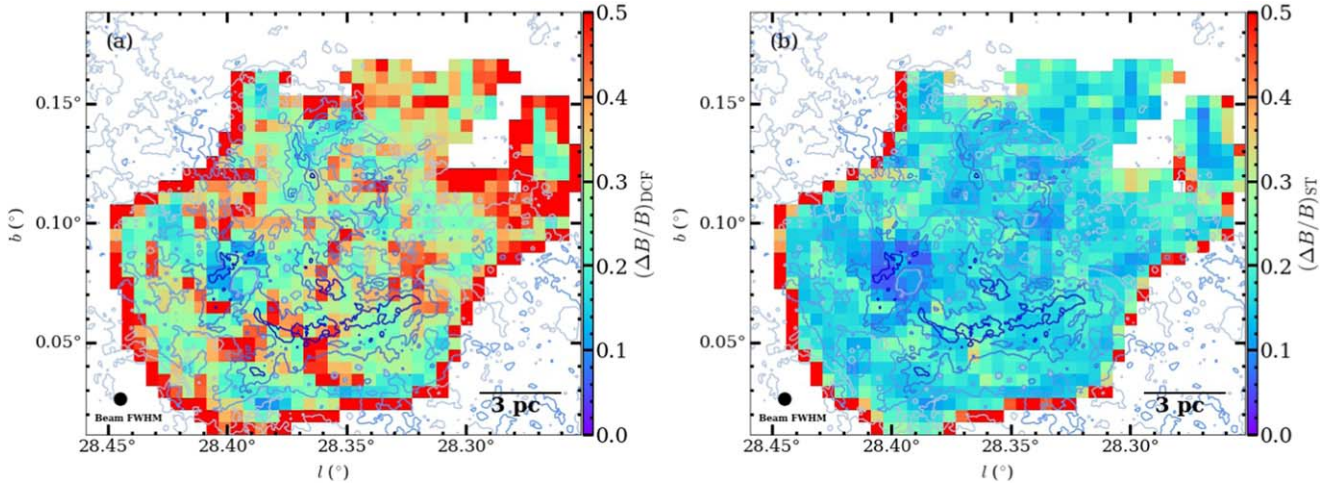 (a)
0.15°
0.10°
0.05°
b (°)
28.45
28.40
28.35
28.30°
l (°)
Beam FWHM
3 pc
0.5
0.4
0.3
0.2
0.1
0.0
(ΔB/B)DCF
(b)
0.15°
0.10°
0.05°
b (°)
28.45
28.40
28.35
28.30°
l (°)
Beam FWHM
3 pc
0.5
0.4
0.3
0.2
0.1
0.0
(ΔB/B)ST